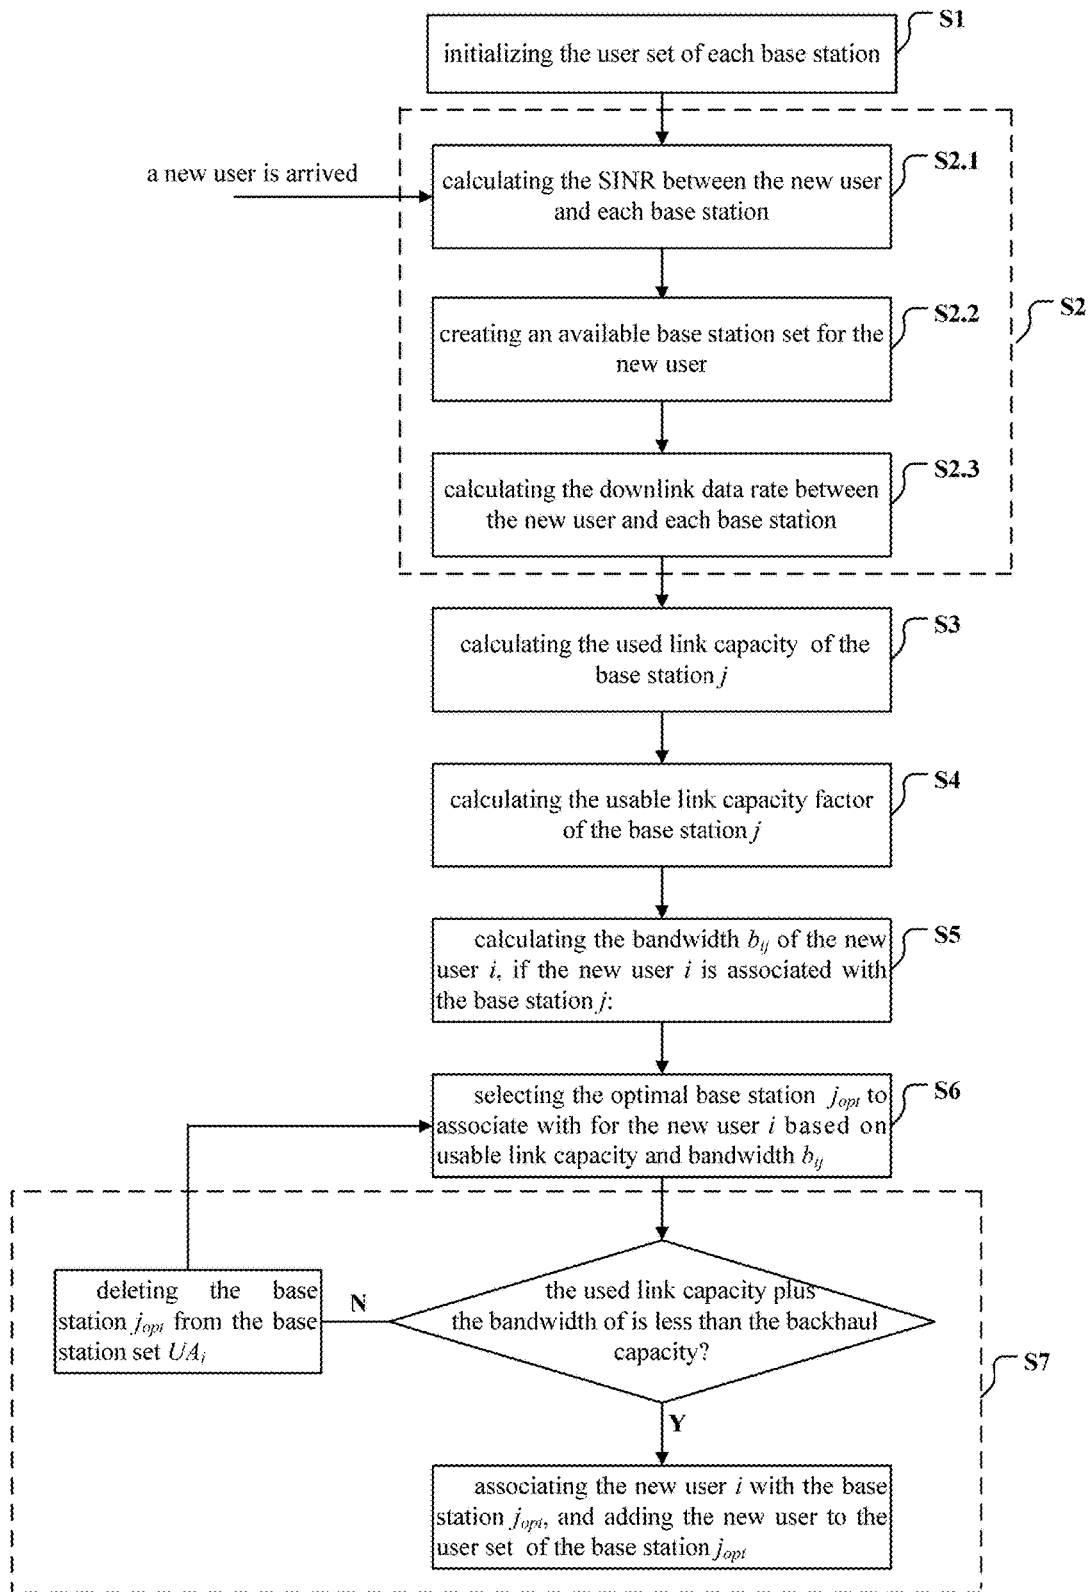 S1
initializing the user set of each base station
a new user is arrived
S2.1
calculating the SINR between the new user
and each base station
S2
S2.2
creating an available base station set for the
new user
S2.3
calculating the downlink data rate between
the new user and each base station
S3
calculating the used link capacity of the
base station j
S4
calculating the usable link capacity factor
of the base station j
S5
calculating the bandwidth bij of the new
user i, if the new user i is associated with
the base station j:
S6
selecting the optimal base station jopt to
associate with for the new user i based on
usable link capacity and bandwidth bij
deleting the base
station jopt from the base
station set UAi
N
the used link capacity plus
the bandwidth of is less than the backhaul
capacity?
S7
Y
associating the new user i with the base
station jopt, and adding the new user to the
user set of the base station jopt